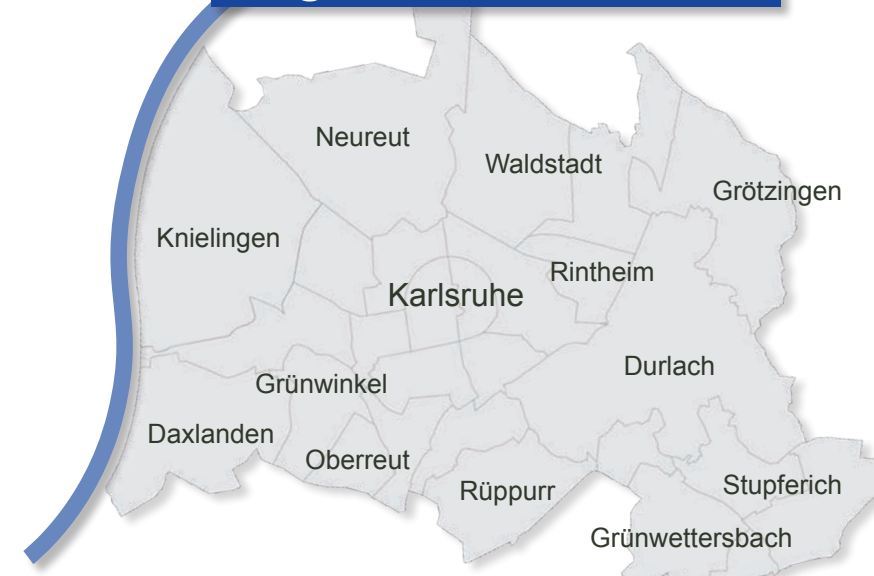 Neureut
Waldstadt
Grötzingen
Knielingen
Rintheim
Karlsruhe
Durlach
Grünwinkel
Daxlanden
Oberreut
Stupferich
Rüppurr
Grünwettersbach